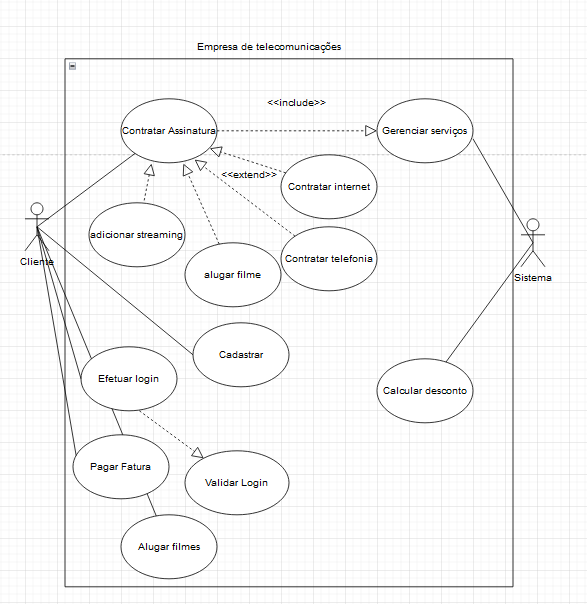 Empresa de telecomunicações
<<include>>
Contratar Assinatura
Gerenciar serviços
<<extend>>
Contratar internet
adicionar streaming
Contratar telefonia
Cliente
alugar filme
Sistema
Cadastrar
Efetuar login
Calcular desconto
Pagar Fatura
Validar Login
Alugar filmes